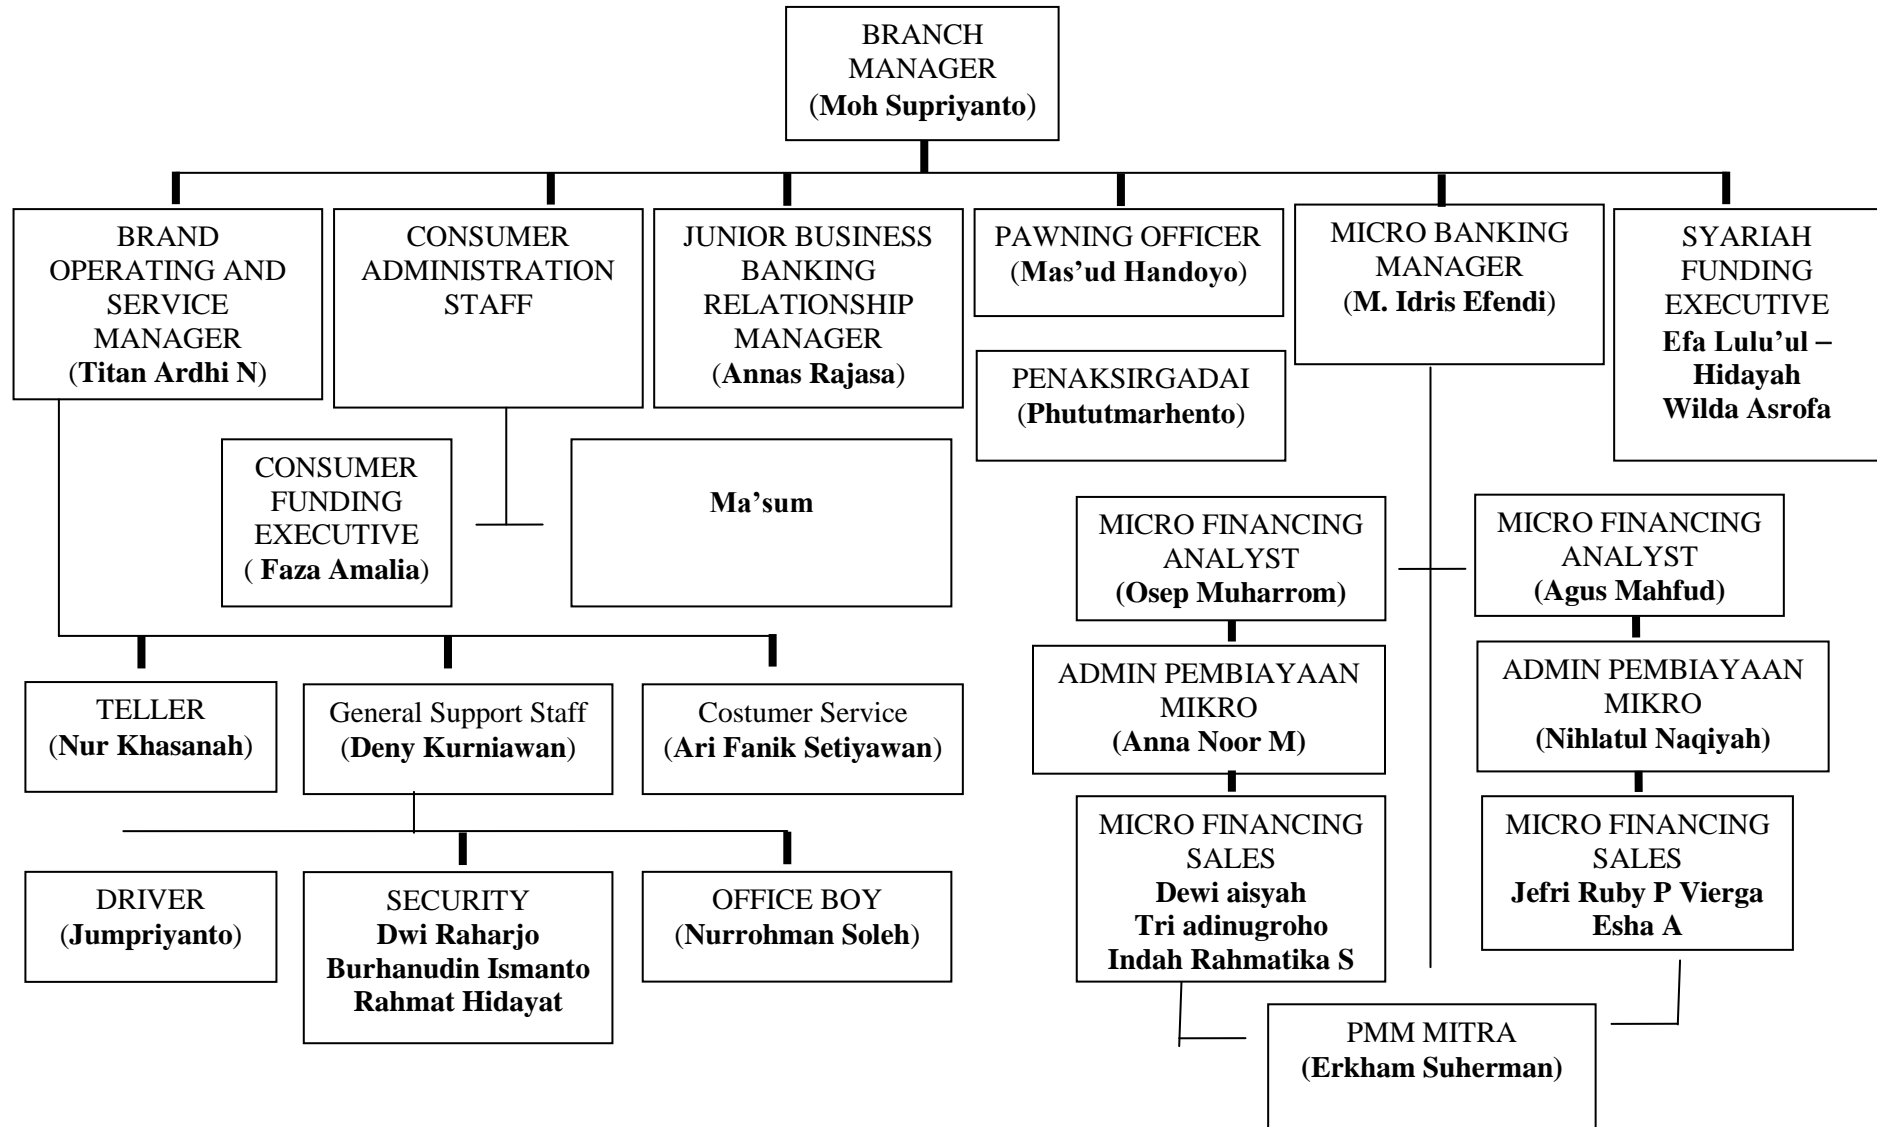 BRANCH
MANAGER
(Moh Supriyanto)
BRAND
OPERATING AND
SERVICE
MANAGER
(Titan Ardhi N)
CONSUMER
ADMINISTRATION
STAFF
JUNIOR BUSINESS
BANKING
RELATIONSHIP
MANAGER
(Annas Rajasa)
PAWNING OFFICER
(Mas’ud Handoyo)
MICRO BANKING
MANAGER
(M. Idris Efendi)
SYARIAH
FUNDING
EXECUTIVE
Efa Lulu’ul –
Hidayah
Wilda Asrofa
PENAKSIRGADAI
(Phututmarhento)
CONSUMER
FUNDING
EXECUTIVE
( Faza Amalia)
Ma’sum
MICRO FINANCING
ANALYST
(Osep Muharrom)
MICRO FINANCING
ANALYST
(Agus Mahfud)
TELLER
(Nur Khasanah)
General Support Staff
(Deny Kurniawan)
Costumer Service
(Ari Fanik Setiyawan)
ADMIN PEMBIAYAAN
MIKRO
(Anna Noor M)
ADMIN PEMBIAYAAN
MIKRO
(Nihlatul Naqiyah)
DRIVER
(Jumpriyanto)
SECURITY
Dwi Raharjo
Burhanudin Ismanto
Rahmat Hidayat
OFFICE BOY
(Nurrohman Soleh)
MICRO FINANCING
SALES
Dewi aisyah
Tri adinugroho
Indah Rahmatika S
MICRO FINANCING
SALES
Jefri Ruby P Vierga
Esha A
PMM MITRA
(Erkham Suherman)